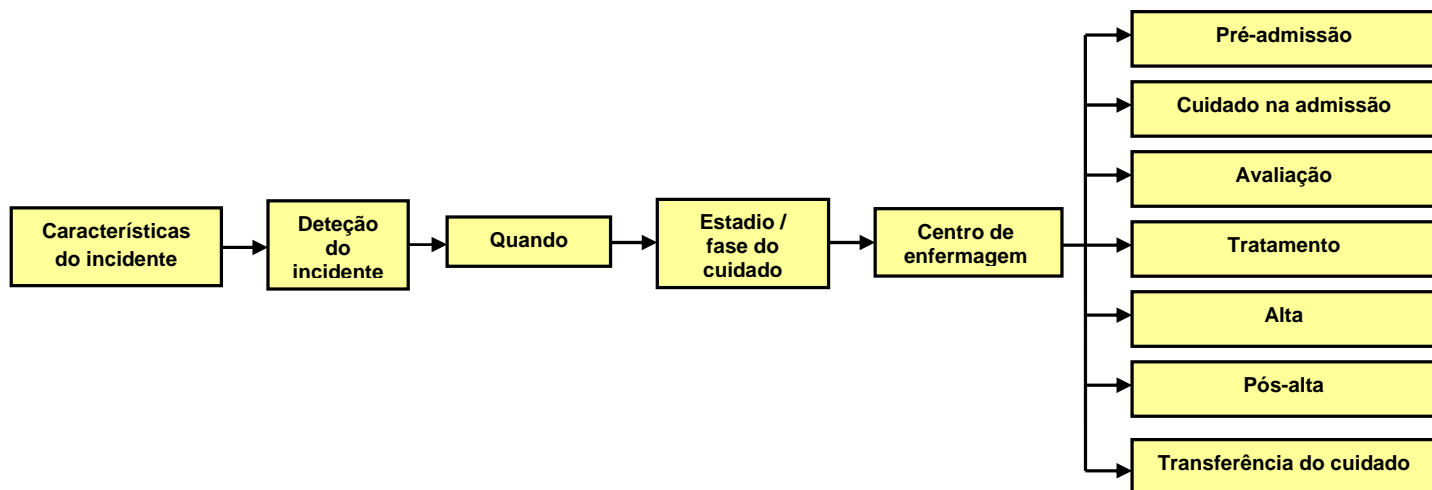 Características
do incidente
Deteção
do
incidente
Quando
Estadio /
fase do
cuidado
Centro de
enfermagem
Pré-admissão
Cuidado na admissão
Avaliação
Tratamento
Alta
Pós-alta
Transferência do cuidado